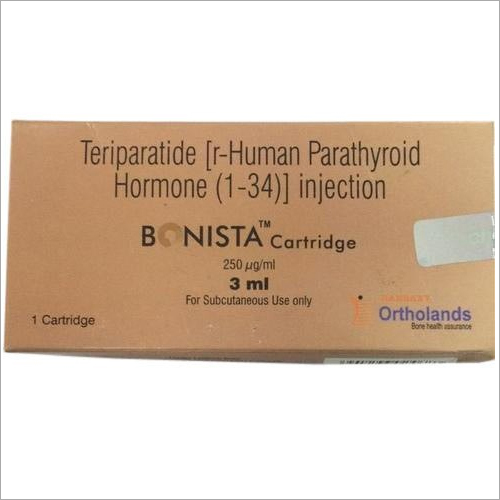 Teriparatide [r-Human Parathyroid
Hormone (1-34)] injection
BONISTA™ Cartridge
250 µg/ml
3 ml
For Subcutaneous Use only
1 Cartridge
Ortholands
Bone health assurance